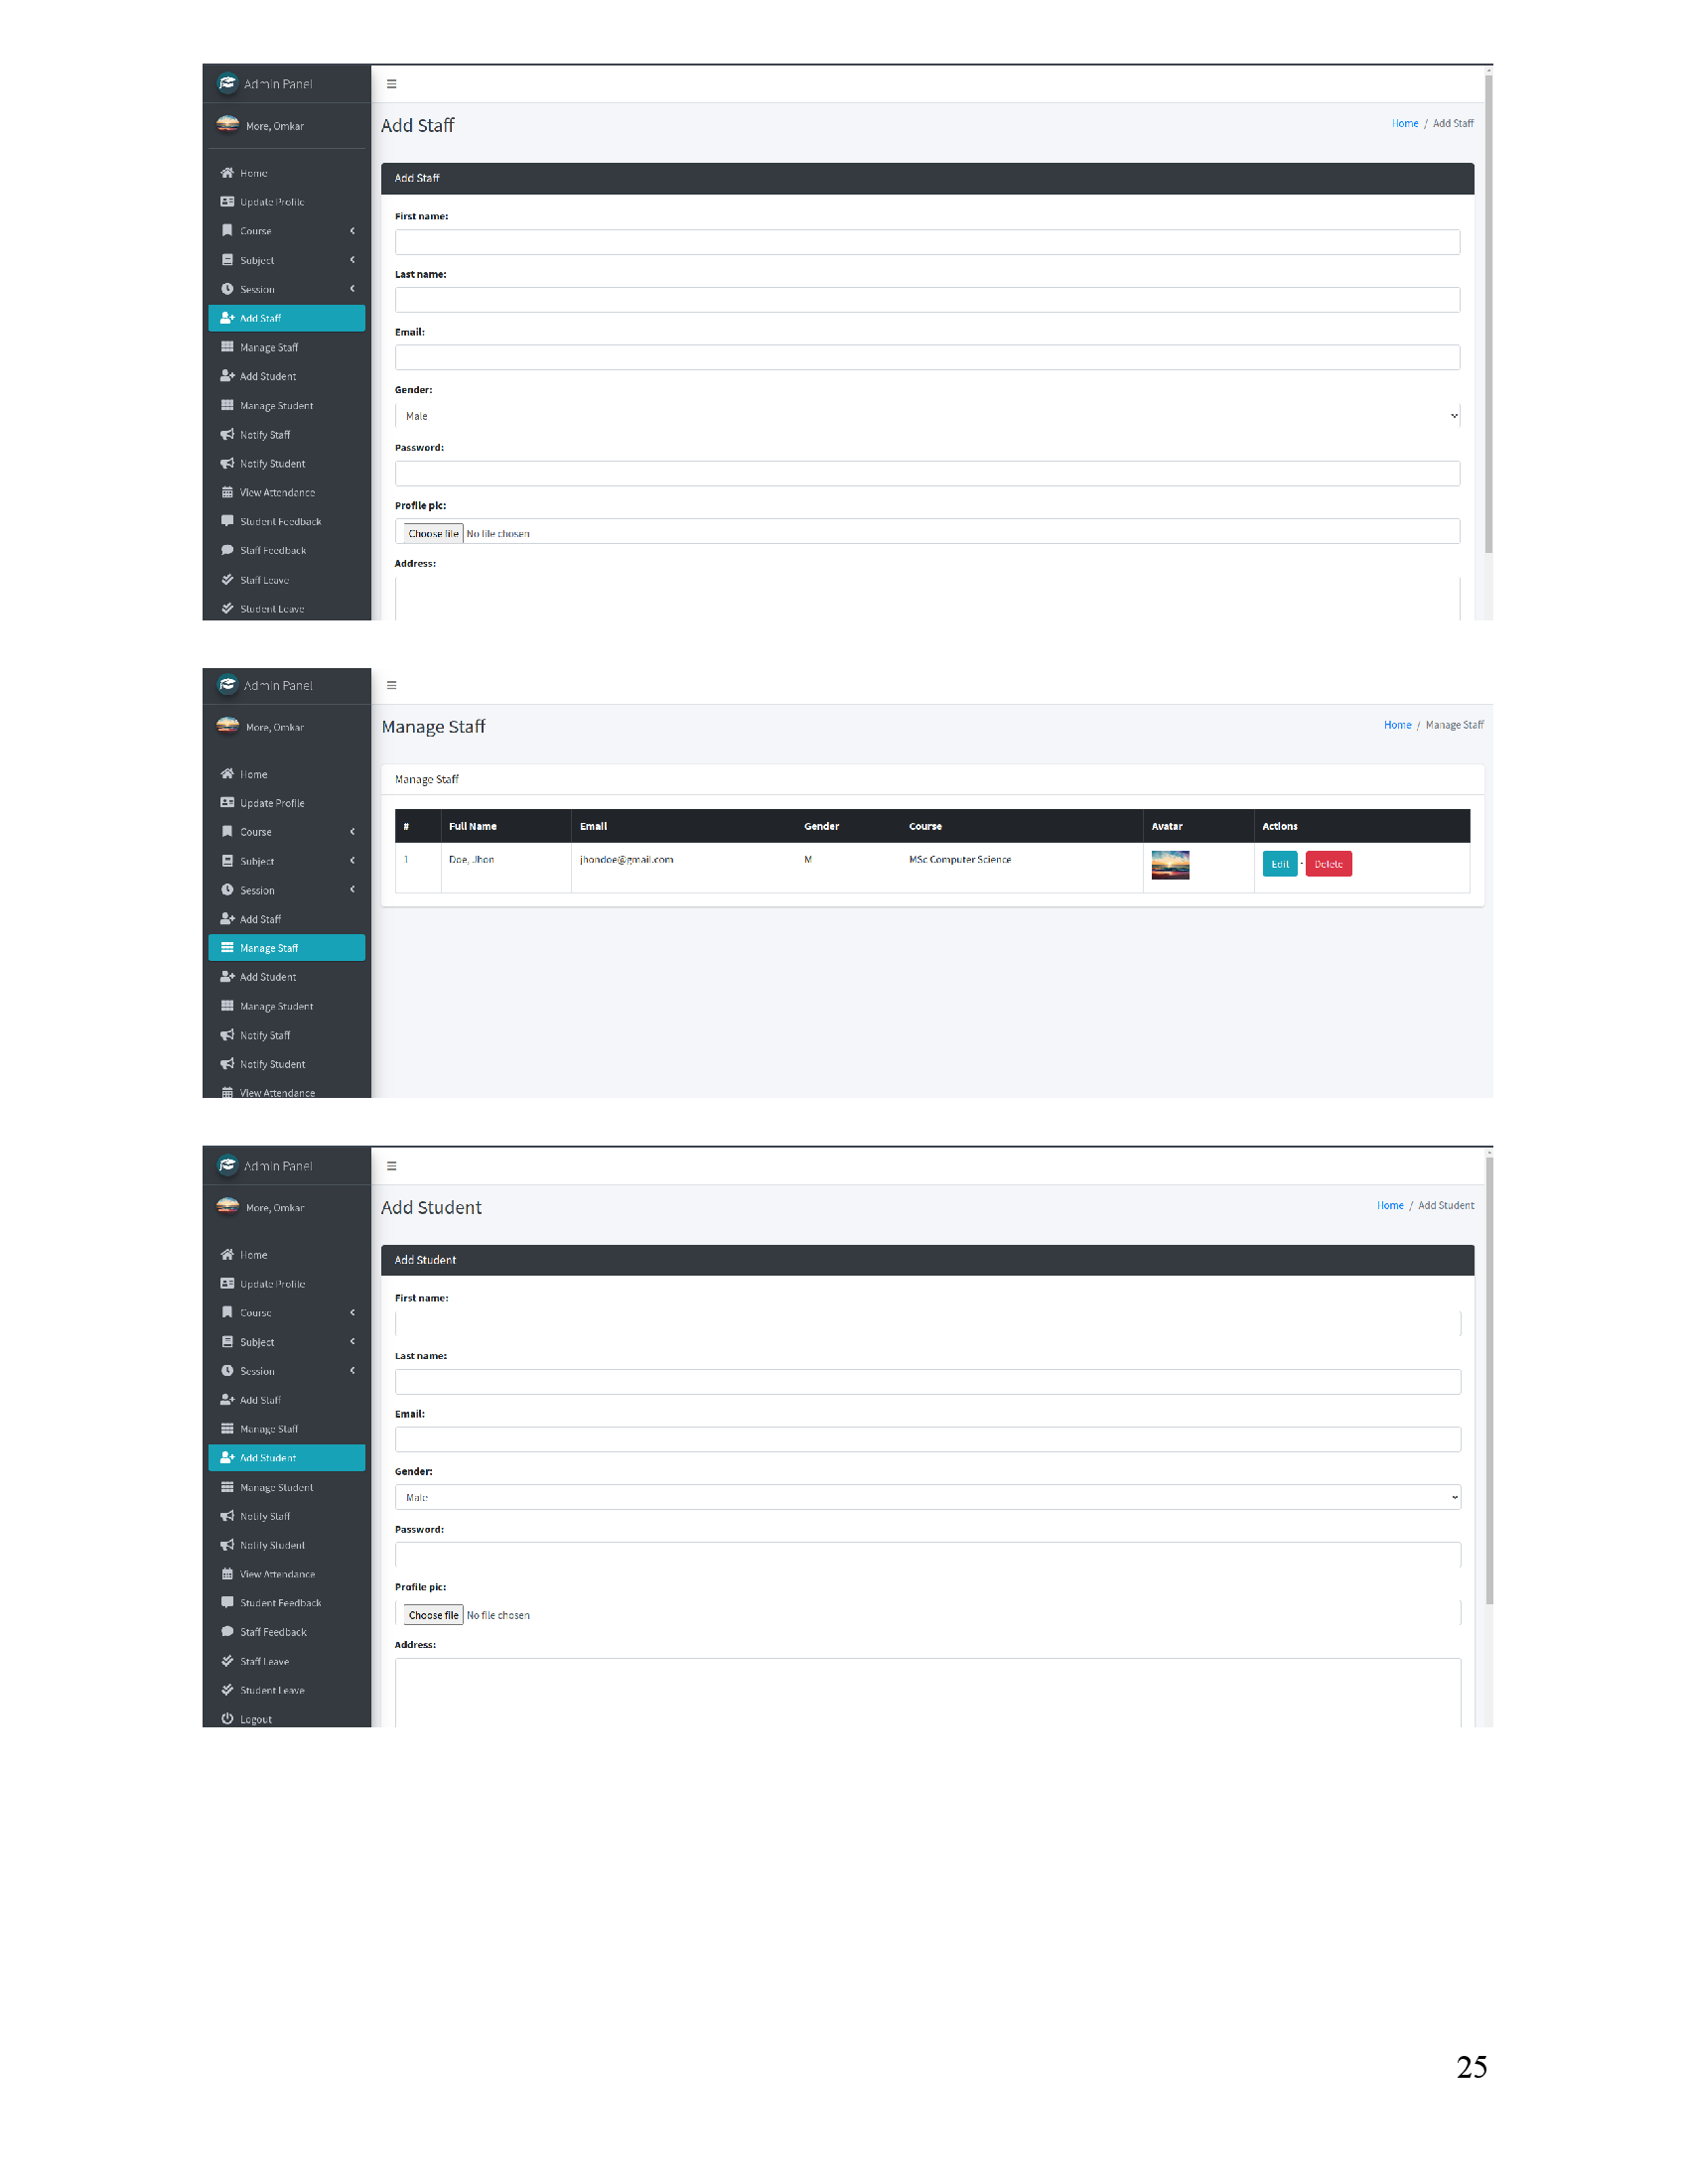 Admin Panel
More, Omkar
Home
Update Profile
Course
Subject
Session
Add Staff
Manage Staff
Add Student
Manage Student
Notify Staff
Notify Student
View Attendance
Student Feedback
Staff Feedback
Staff Leave
Student Leave
Add Staff
Home / Add Staff
Add Staff
First name:
Last name:
Email:
Gender:
Male
Password:
Profile pic:
Choose file No file chosen
Address:
Admin Panel
More, Omkar
Home
Update Profile
Course
Subject
Session
Add Staff
Manage Staff
Add Student
Manage Student
Notify Staff
Notify Student
View Attendance
Manage Staff
Home / Manage Staff
Manage Staff
# Full Name Email Gender Course Avatar Actions
1 Doe, Jhon jhondoe@gmail.com M MSc Computer Science Edit - Delete
Admin Panel
More, Omkar
Home
Update Profile
Course
Subject
Session
Add Staff
Manage Staff
Add Student
Manage Student
Notify Staff
Notify Student
View Attendance
Student Feedback
Staff Feedback
Staff Leave
Student Leave
Logout
Add Student
Home / Add Student
Add Student
First name:
Last name:
Email:
Gender:
Male
Password:
Profile pic:
Choose file No file chosen
Address:
25